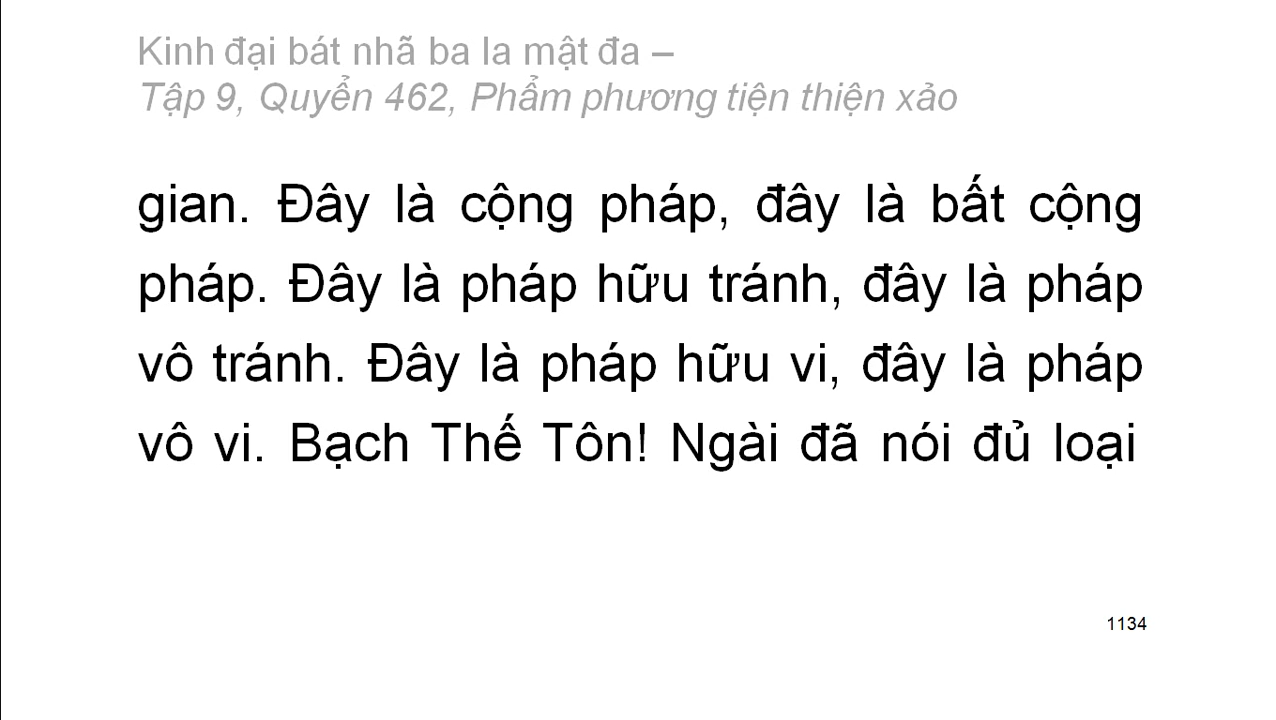 Kinh đại bát nhã ba la mật đa –
Tập 9, Quyển 462, Phẩm phương tiện thiện xảo
gian. Đây là cộng pháp, đây là bất cộng
pháp. Đây là pháp hữu tránh, đây là pháp
vô tránh. Đây là pháp hữu vi, đây là pháp
vô vi. Bạch Thế Tôn! Ngài đã nói đủ loại
1134